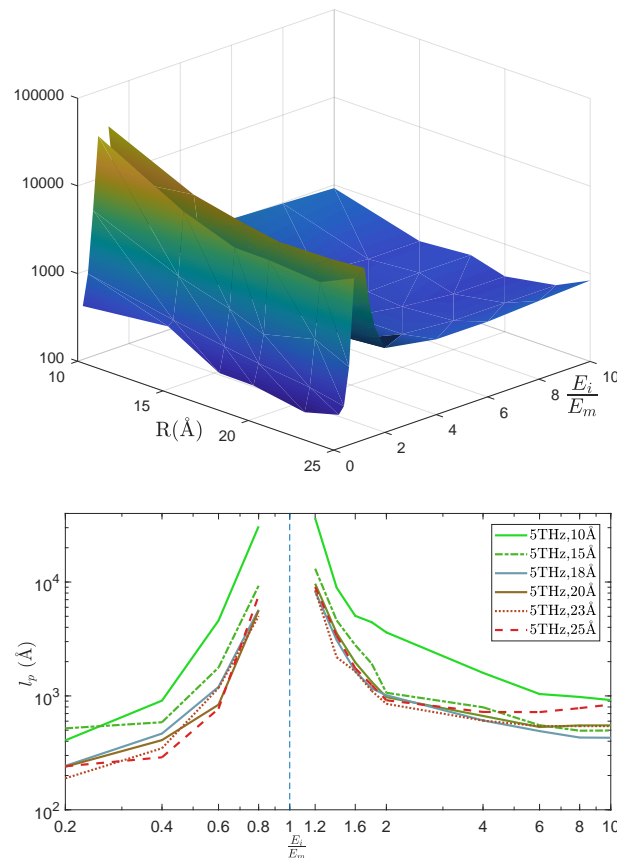 100000
10000
1000
100
10
15
20
25
R(Å)
0
2
4
6
8
10
E_i
E_m
10^4
10^3
10^2
l_p (Å)
5THz,10Å
5THz,15Å
5THz,18Å
5THz,20Å
5THz,23Å
5THz,25Å
0.2 0.4 0.6 0.8 1 1.2 1.6 2 4 6 8 10
E_i
E_m